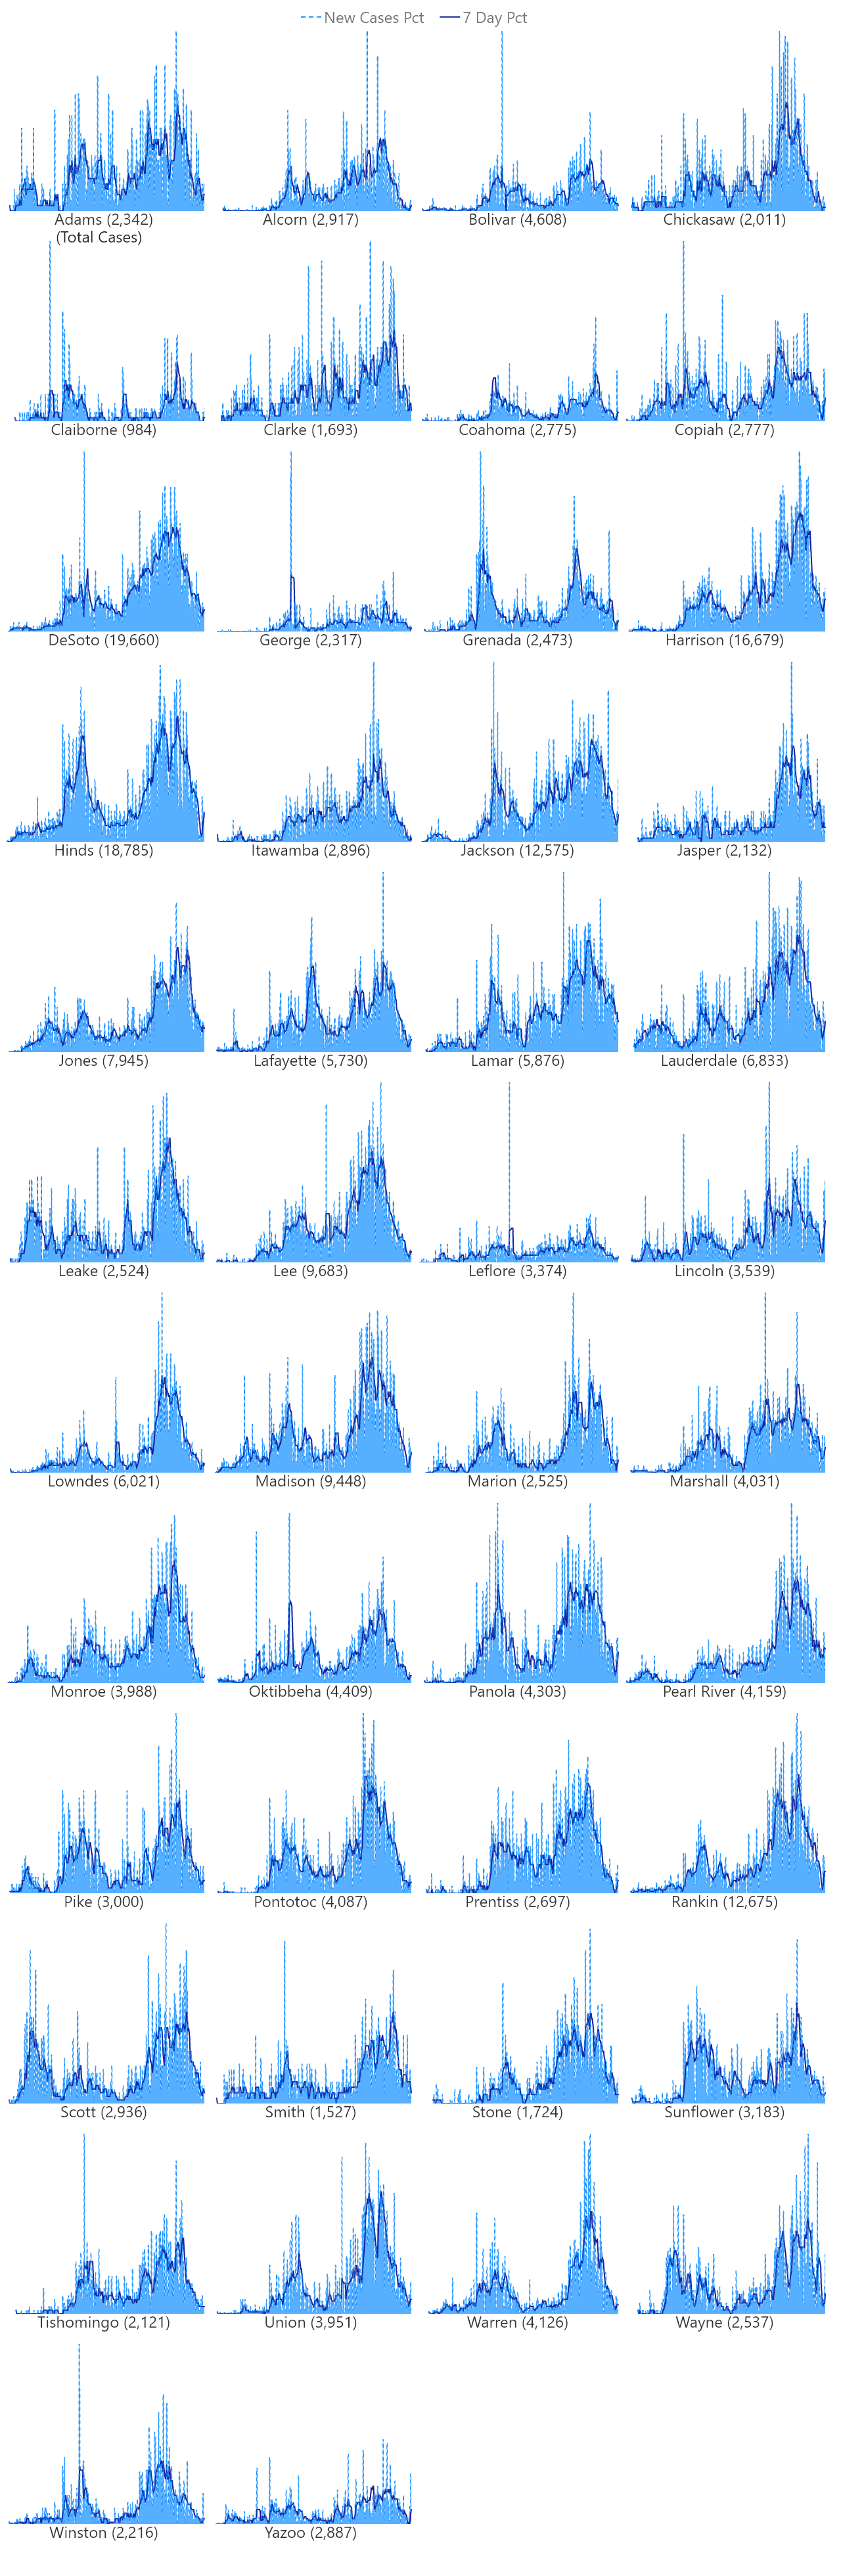 New Cases Pct 7 Day Pct
Adams (2,342) Alcorn (2,917) Bolivar (4,608) Chickasaw (2,011)
(Total Cases)
Claiborne (984) Clarke (1,693) Coahoma (2,775) Copiah (2,777)
DeSoto (19,660) George (2,317) Grenada (2,473) Harrison (16,679)
Hinds (18,785) Itawamba (2,896) Jackson (12,575) Jasper (2,132)
Jones (7,945) Lafayette (5,730) Lamar (5,876) Lauderdale (6,833)
Leake (2,524) Lee (9,683) Leflore (3,374) Lincoln (3,539)
Lowndes (6,021) Madison (9,448) Marion (2,525) Marshall (4,031)
Monroe (3,988) Oktibbeha (4,409) Panola (4,303) Pearl River (4,159)
Pike (3,000) Pontotoc (4,087) Prentiss (2,697) Rankin (12,675)
Scott (2,936) Smith (1,527) Stone (1,724) Sunflower (3,183)
Tishomingo (2,121) Union (3,951) Warren (4,126) Wayne (2,537)
Winston (2,216) Yazoo (2,887)